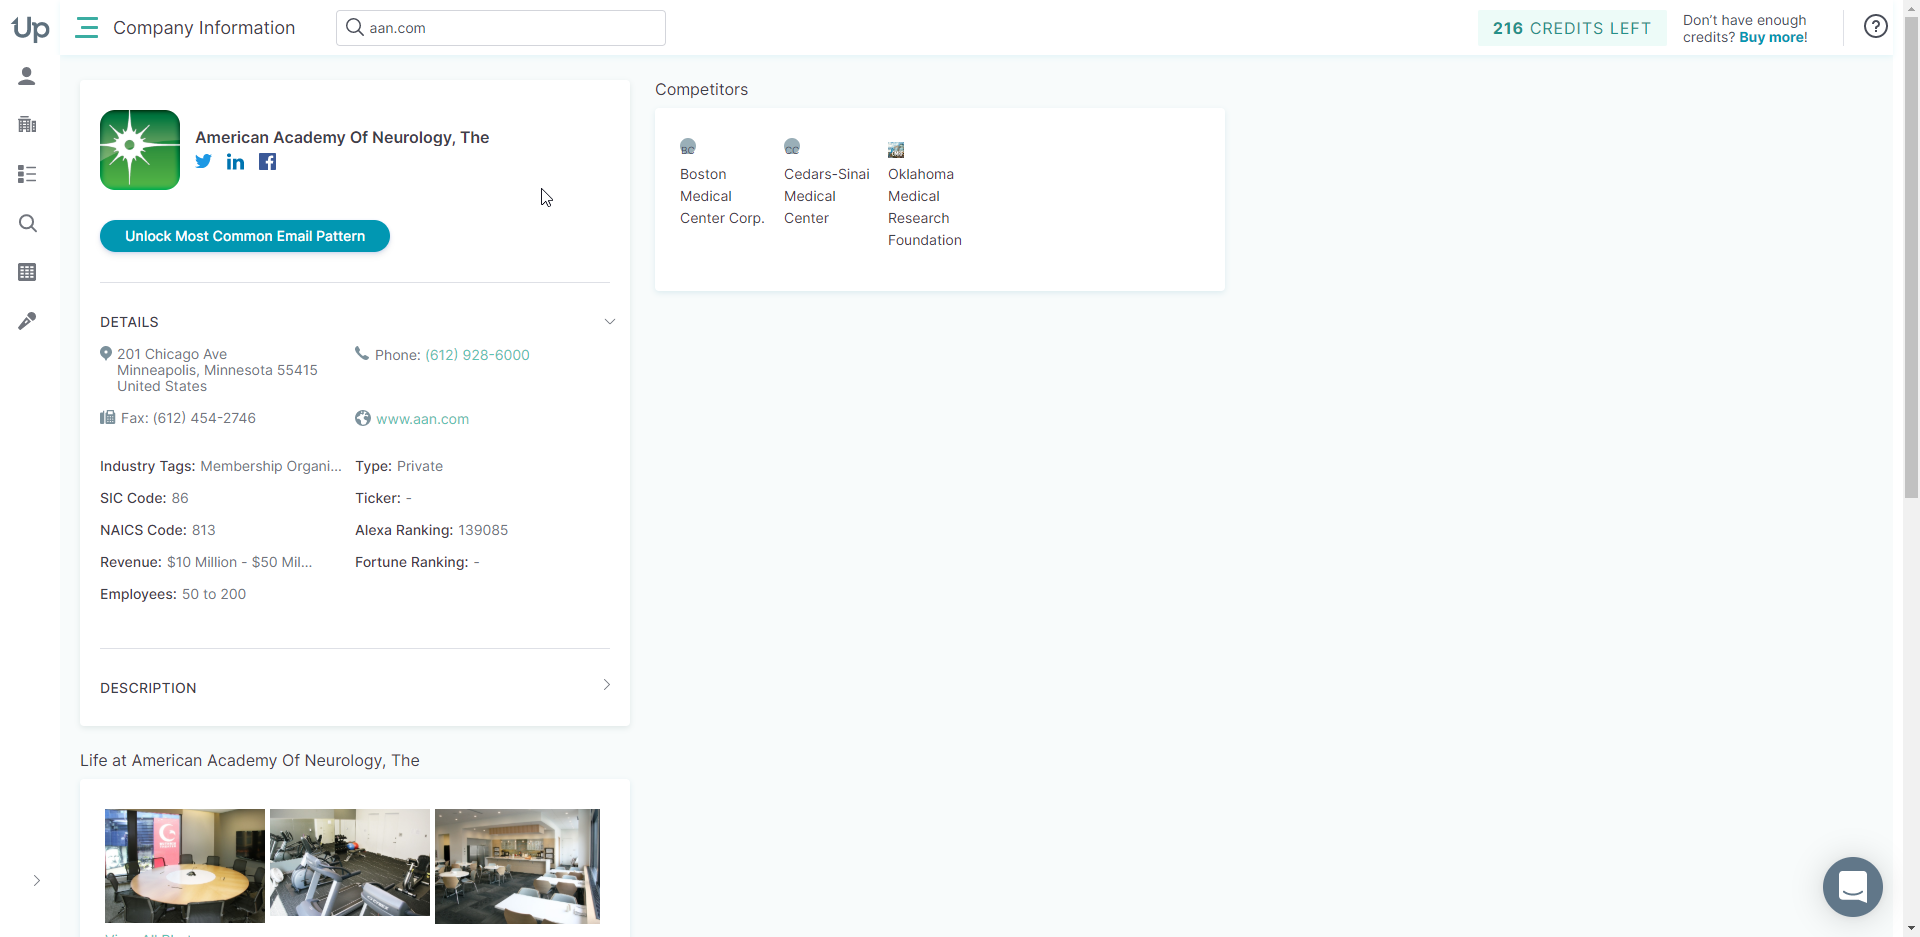 Up
Company Information
aan.com
216 CREDITS LEFT
Don't have enough
credits? Buy more!
American Academy Of Neurology, The
Unlock Most Common Email Pattern
DETAILS
201 Chicago Ave
Minneapolis, Minnesota 55415
United States
Phone: (612) 928-6000
Fax: (612) 454-2746
www.aan.com
Industry Tags: Membership Organi...
Type: Private
SIC Code: 86
Ticker: -
NAICS Code: 813
Alexa Ranking: 139085
Revenue: $10 Million - $50 Mil...
Fortune Ranking: -
Employees: 50 to 200
DESCRIPTION
Life at American Academy Of Neurology, The
Competitors
BC
Boston
Medical
Center Corp.
CC
Cedars-Sinai
Medical
Center
Oklahoma
Medical
Research
Foundation